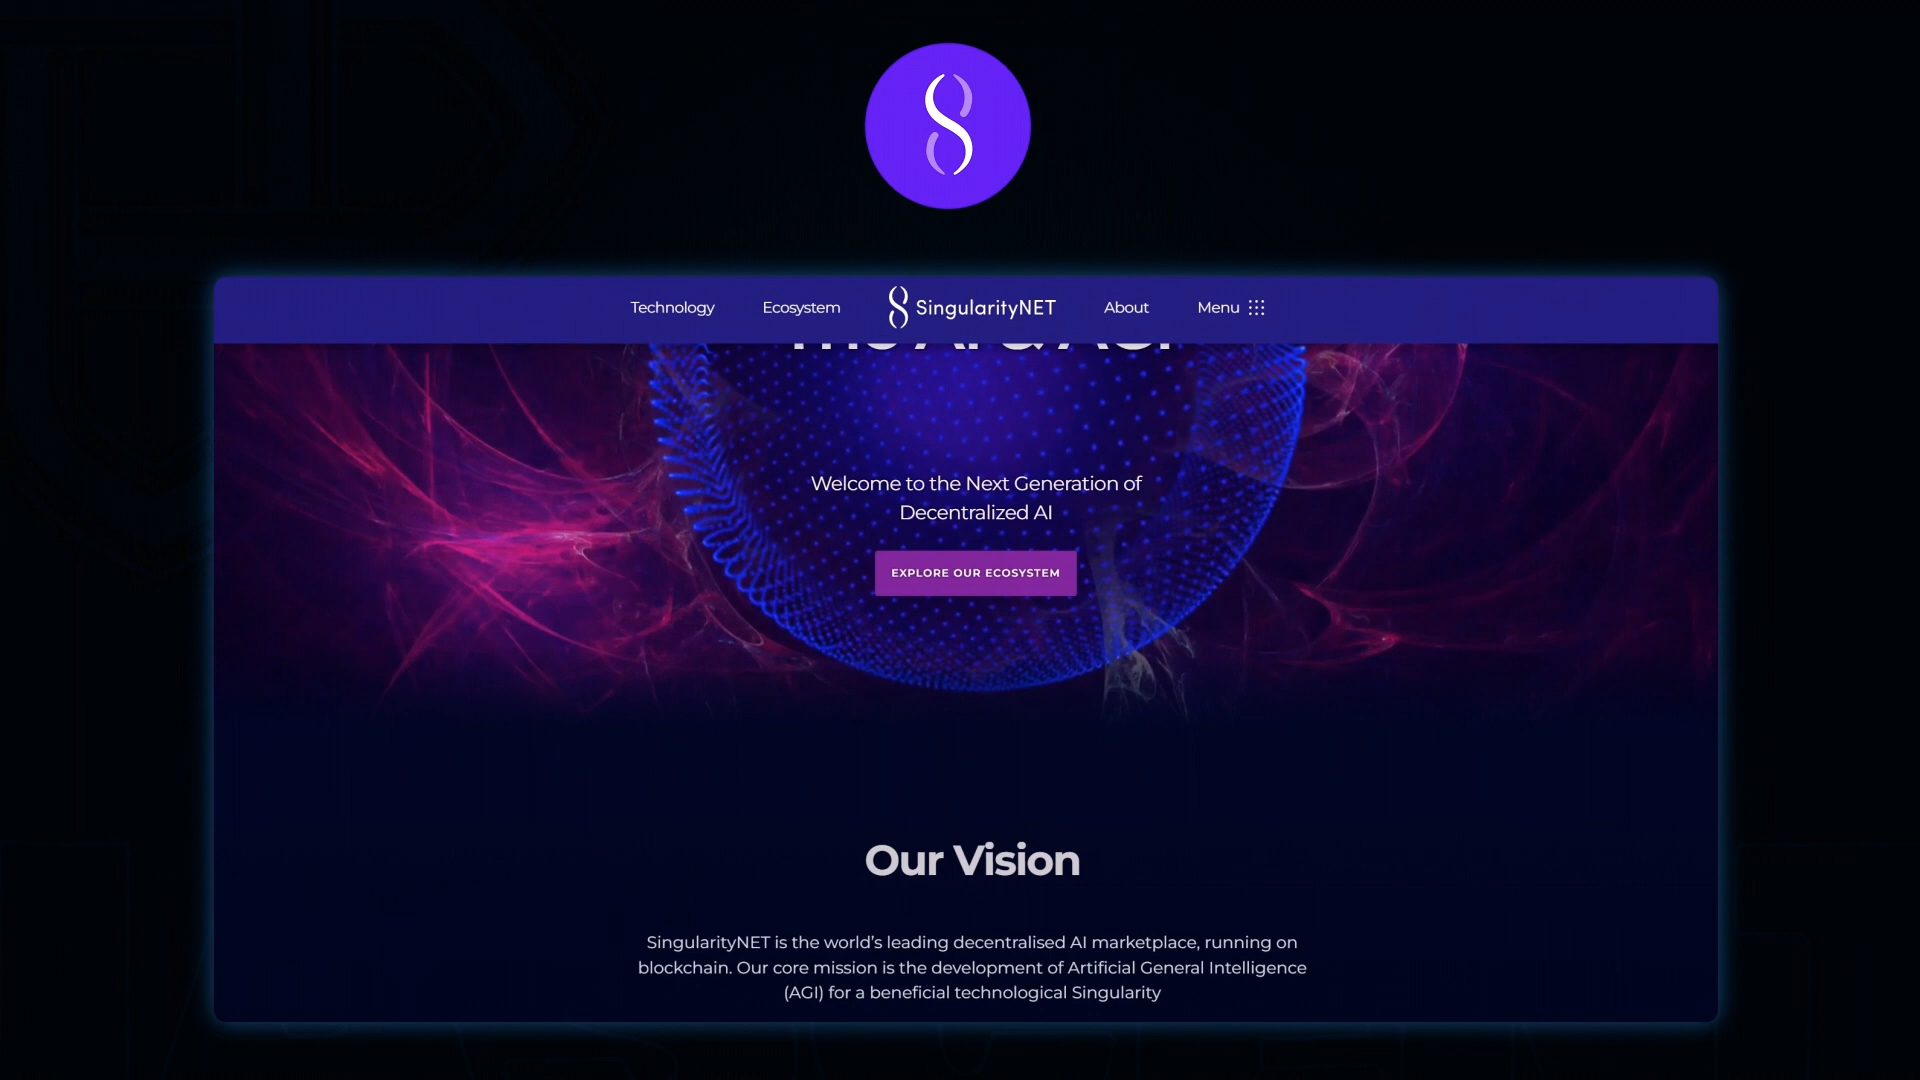 Technology
Ecosystem
SingularityNET
About
Menu
Welcome to the Next Generation of
Decentralized AI
EXPLORE OUR ECOSYSTEM
Our Vision
SingularityNET is the world’s leading decentralised AI marketplace, running on
blockchain. Our core mission is the development of Artificial General Intelligence
(AGI) for a beneficial technological Singularity